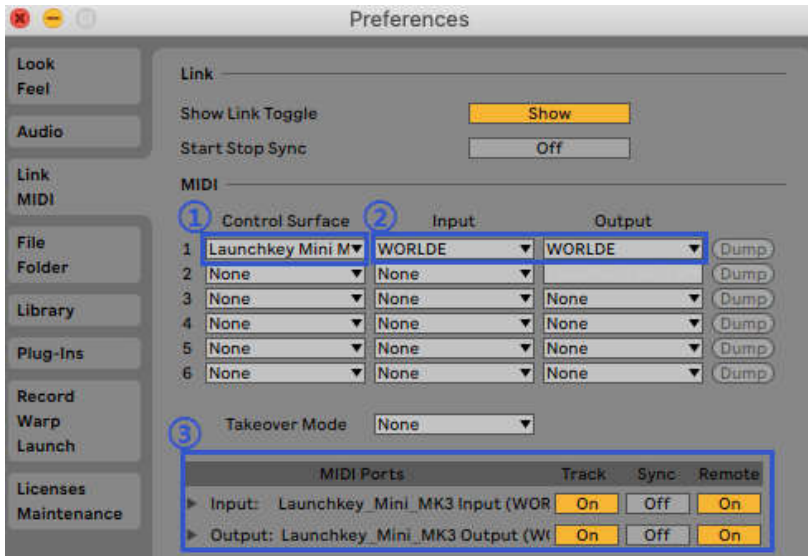 Preferences
Look
Feel
Audio
Link
MIDI
File
Folder
Library
Plug-Ins
Record
Warp
Launch
Licenses
Maintenance
Link
Show Link Toggle Show
Start Stop Sync Off
MIDI
① Control Surface ② Input Output
1 Launchkey Mini M WORLDE WORLDE Dump
2 None None Dump
3 None None None Dump
4 None None None Dump
5 None None None Dump
6 None None None Dump
Takeover Mode None
③
MIDI Ports Track Sync Remote
Input: Launchkey_Mini_MK3 Input (WOR On Off On
Output: Launchkey_Mini_MK3 Output (W On Off On